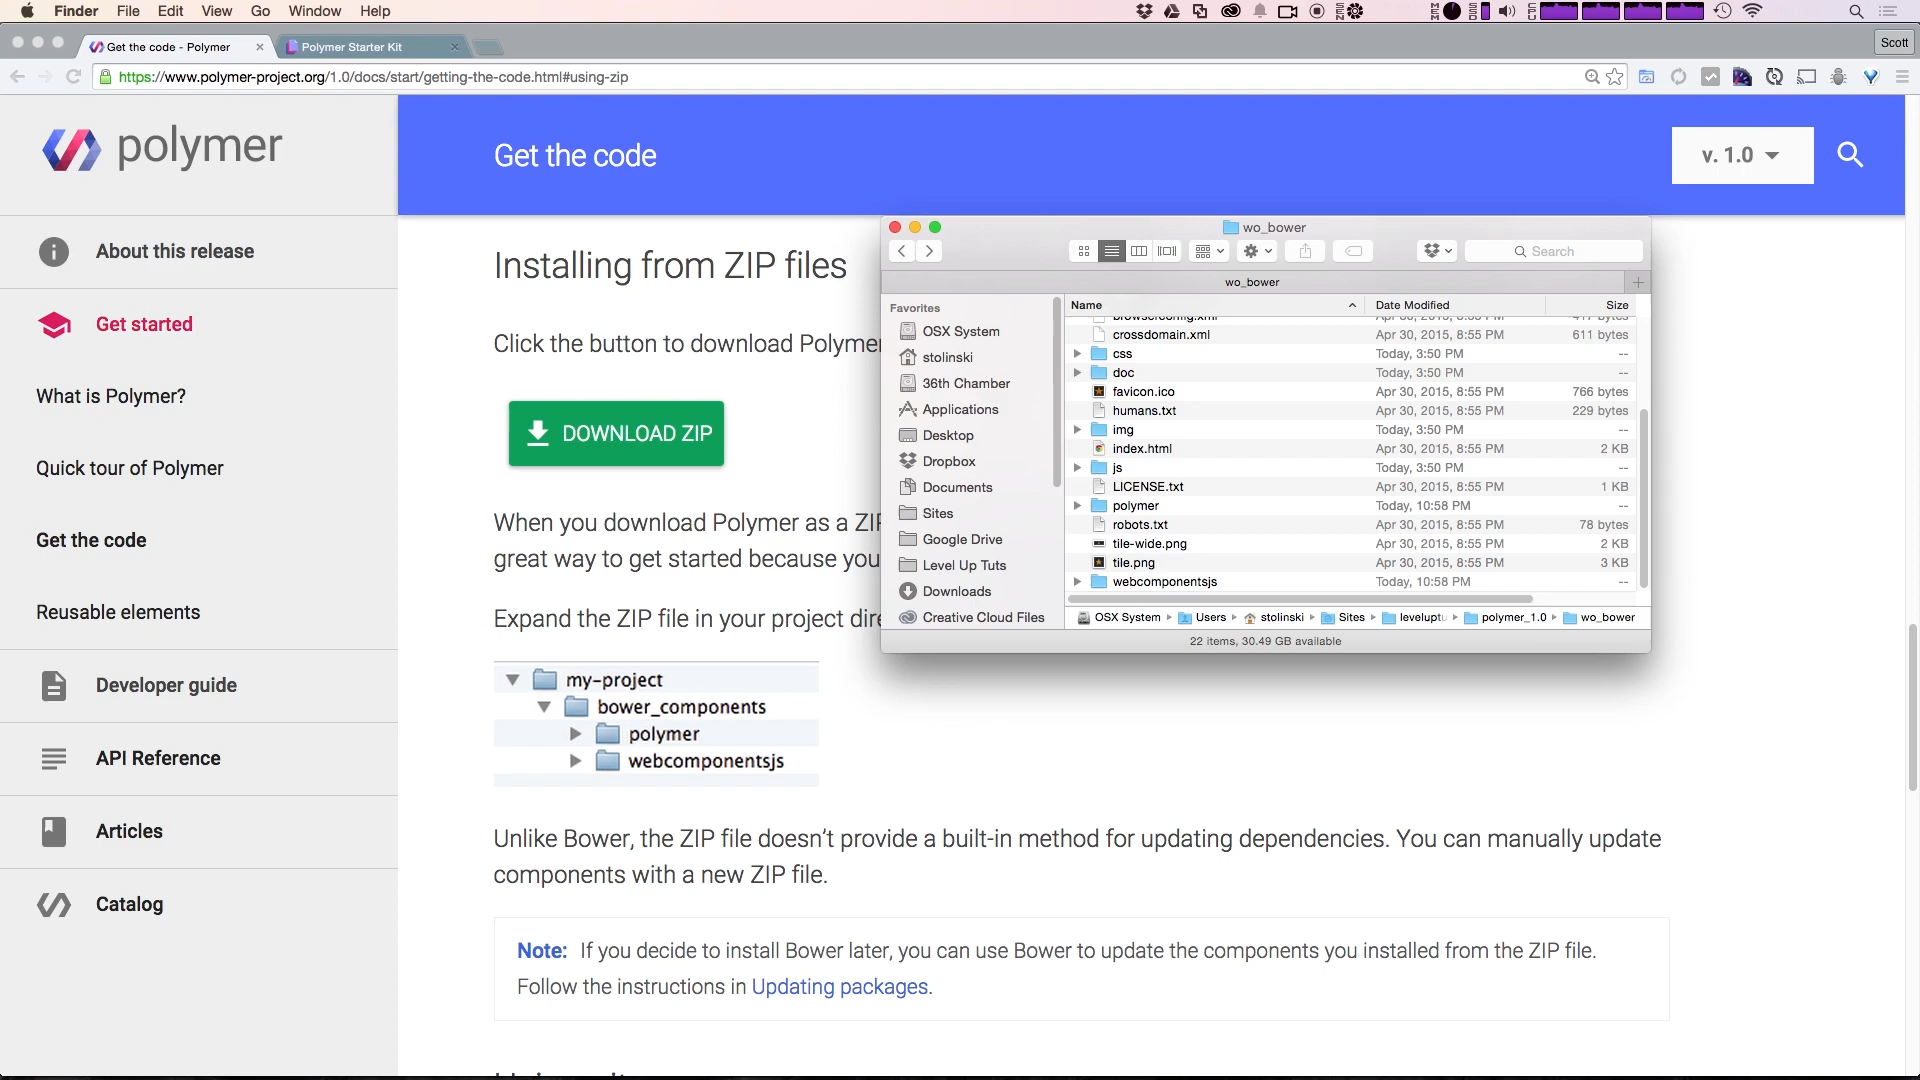 Finder File Edit View Go Window Help
Get the code - Polymer
Polymer Starter Kit
Scott
https://www.polymer-project.org/1.0/docs/start/getting-the-code.html#using-zip
polymer
Get the code
v. 1.0
About this release
Get started
What is Polymer?
Quick tour of Polymer
Get the code
Reusable elements
Developer guide
API Reference
Articles
Catalog
Installing from ZIP files
Click the button to download Polymer
DOWNLOAD ZIP
When you download Polymer as a ZIP
great way to get started because you
Expand the ZIP file in your project dire
my-project
bower_components
polymer
webcomponentsjs
Unlike Bower, the ZIP file doesn’t provide a built-in method for updating dependencies. You can manually update
components with a new ZIP file.
Note: If you decide to install Bower later, you can use Bower to update the components you installed from the ZIP file.
Follow the instructions in Updating packages.
wo_bower
Search
wo_bower
Favorites
OSX System
stolinski
36th Chamber
Applications
Desktop
Dropbox
Documents
Sites
Google Drive
Level Up Tuts
Downloads
Creative Cloud Files
Name Date Modified Size
browserconfig.xml Apr 30, 2015, 8:55 PM 417 bytes
crossdomain.xml Apr 30, 2015, 8:55 PM 611 bytes
css Today, 3:50 PM --
doc Today, 3:50 PM --
favicon.ico Apr 30, 2015, 8:55 PM 766 bytes
humans.txt Apr 30, 2015, 8:55 PM 229 bytes
img Today, 3:50 PM --
index.html Apr 30, 2015, 8:55 PM 2 KB
js Today, 3:50 PM --
LICENSE.txt Apr 30, 2015, 8:55 PM 1 KB
polymer Today, 10:58 PM --
robots.txt Apr 30, 2015, 8:55 PM 78 bytes
tile-wide.png Apr 30, 2015, 8:55 PM 2 KB
tile.png Apr 30, 2015, 8:55 PM 3 KB
webcomponentsjs Today, 10:58 PM --
OSX System Users stolinski Sites leveluptu polymer_1.0 wo_bower
22 items, 30.49 GB available